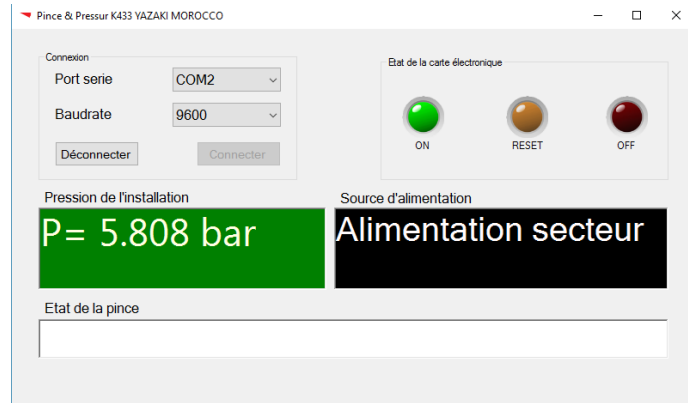 Pince & Pressur K433 YAZAKI MOROCCO
Connexion
Port serie COM2
Baudrate 9600
Déconnecter Connecter
Etat de la carte électronique
ON RESET OFF
Pression de l'installation
P= 5.808 bar
Source d'alimentation
Alimentation secteur
Etat de la pince